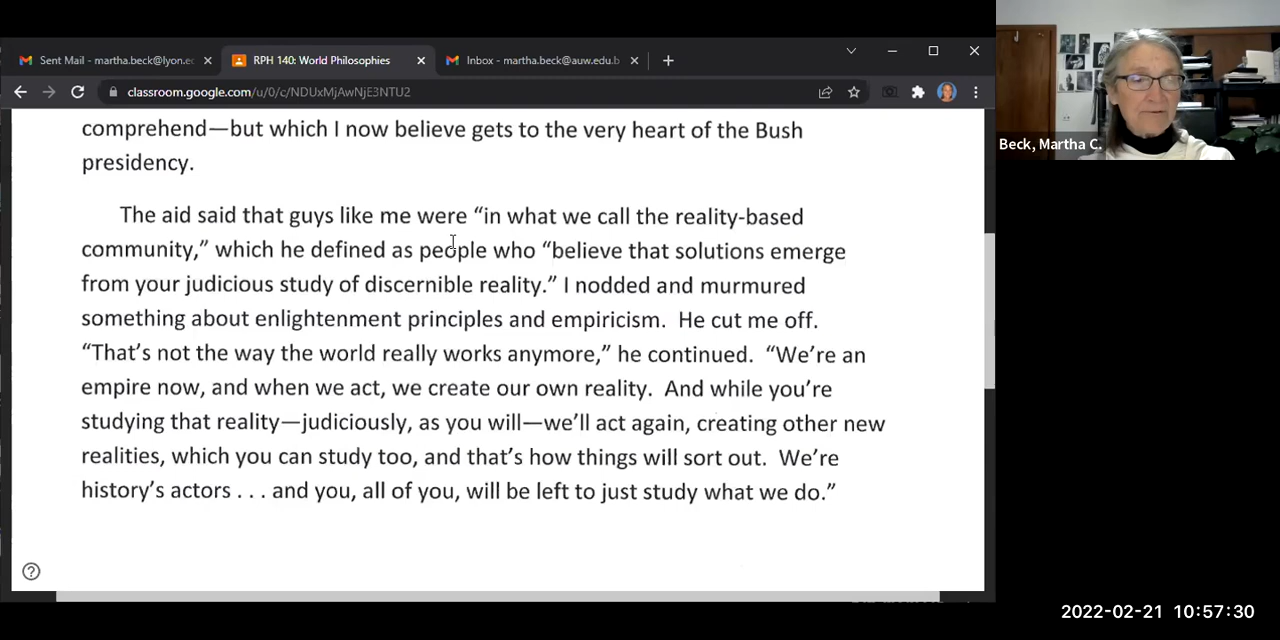 Sent Mail - martha.beck@lyon.ec
RPH 140: World Philosophies
Inbox - martha.beck@auw.edu.b
classroom.google.com/u/0/c/NDUxMjAwNjE3NTU2
Beck, Martha C.
comprehend—but which I now believe gets to the very heart of the Bush
presidency.
The aid said that guys like me were “in what we call the reality-based
community,” which he defined as people who “believe that solutions emerge
from your judicious study of discernible reality.” I nodded and murmured
something about enlightenment principles and empiricism. He cut me off.
“That’s not the way the world really works anymore,” he continued. “We’re an
empire now, and when we act, we create our own reality. And while you’re
studying that reality—judiciously, as you will—we’ll act again, creating other new
realities, which you can study too, and that’s how things will sort out. We’re
history’s actors . . . and you, all of you, will be left to just study what we do.”
2022-02-21 10:57:30